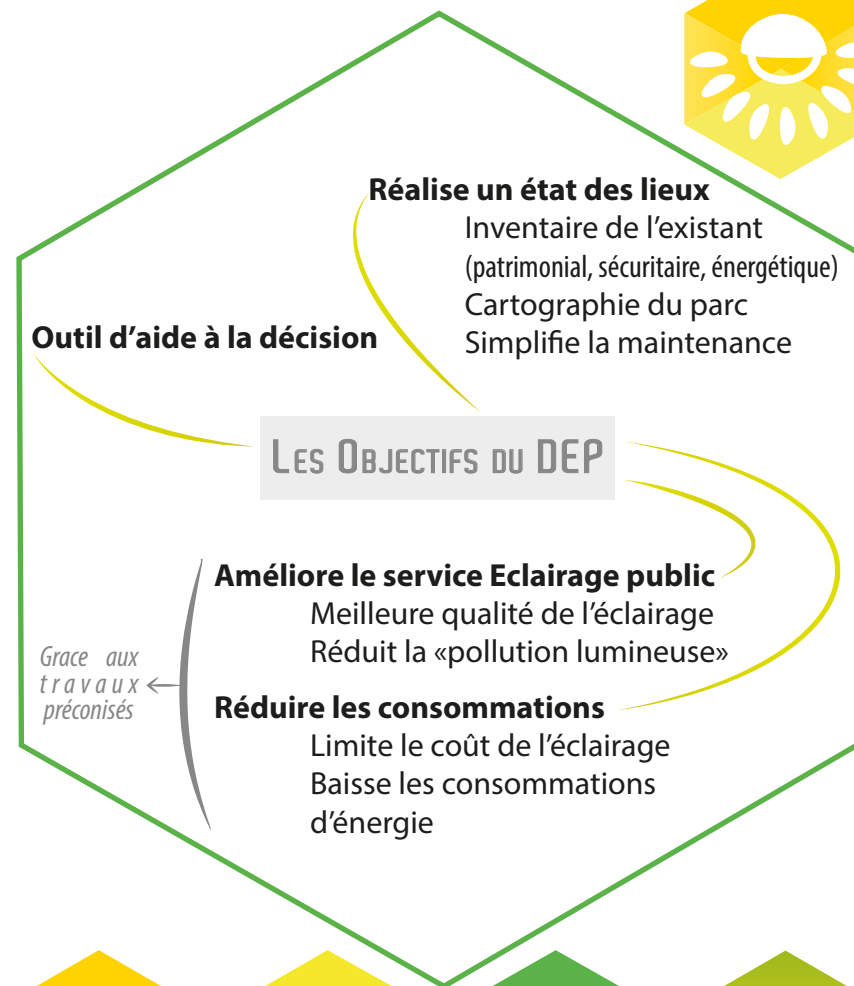 Réalise un état des lieux
Inventaire de l’existant
(patrimonial, sécuritaire, énergétique)
Cartographie du parc
Simplifie la maintenance
Outil d’aide à la décision
Les Objectifs du DEP
Améliore le service Eclairage public
Meilleure qualité de l’éclairage
Réduit la «pollution lumineuse»
Grace aux
travaux
préconisés
Réduire les consommations
Limite le coût de l’éclairage
Baisse les consommations
d’énergie